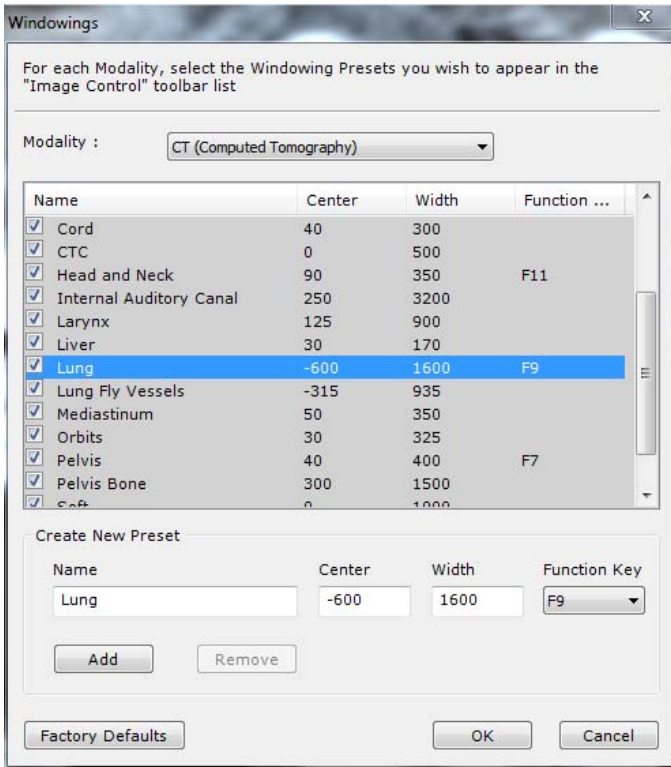 Windowings
For each Modality, select the Windowing Presets you wish to appear in the
"Image Control" toolbar list
Modality : CT (Computed Tomography)
Name Center Width Function ...
Cord 40 300
CTC 0 500
Head and Neck 90 350 F11
Internal Auditory Canal 250 3200
Larynx 125 900
Liver 30 170
Lung -600 1600 F9
Lung Fly Vessels -315 935
Mediastinum 50 350
Orbits 30 325
Pelvis 40 400 F7
Pelvis Bone 300 1500
Soft 0 1000
Create New Preset
Name Center Width Function Key
Lung -600 1600 F9
Add Remove
Factory Defaults OK Cancel